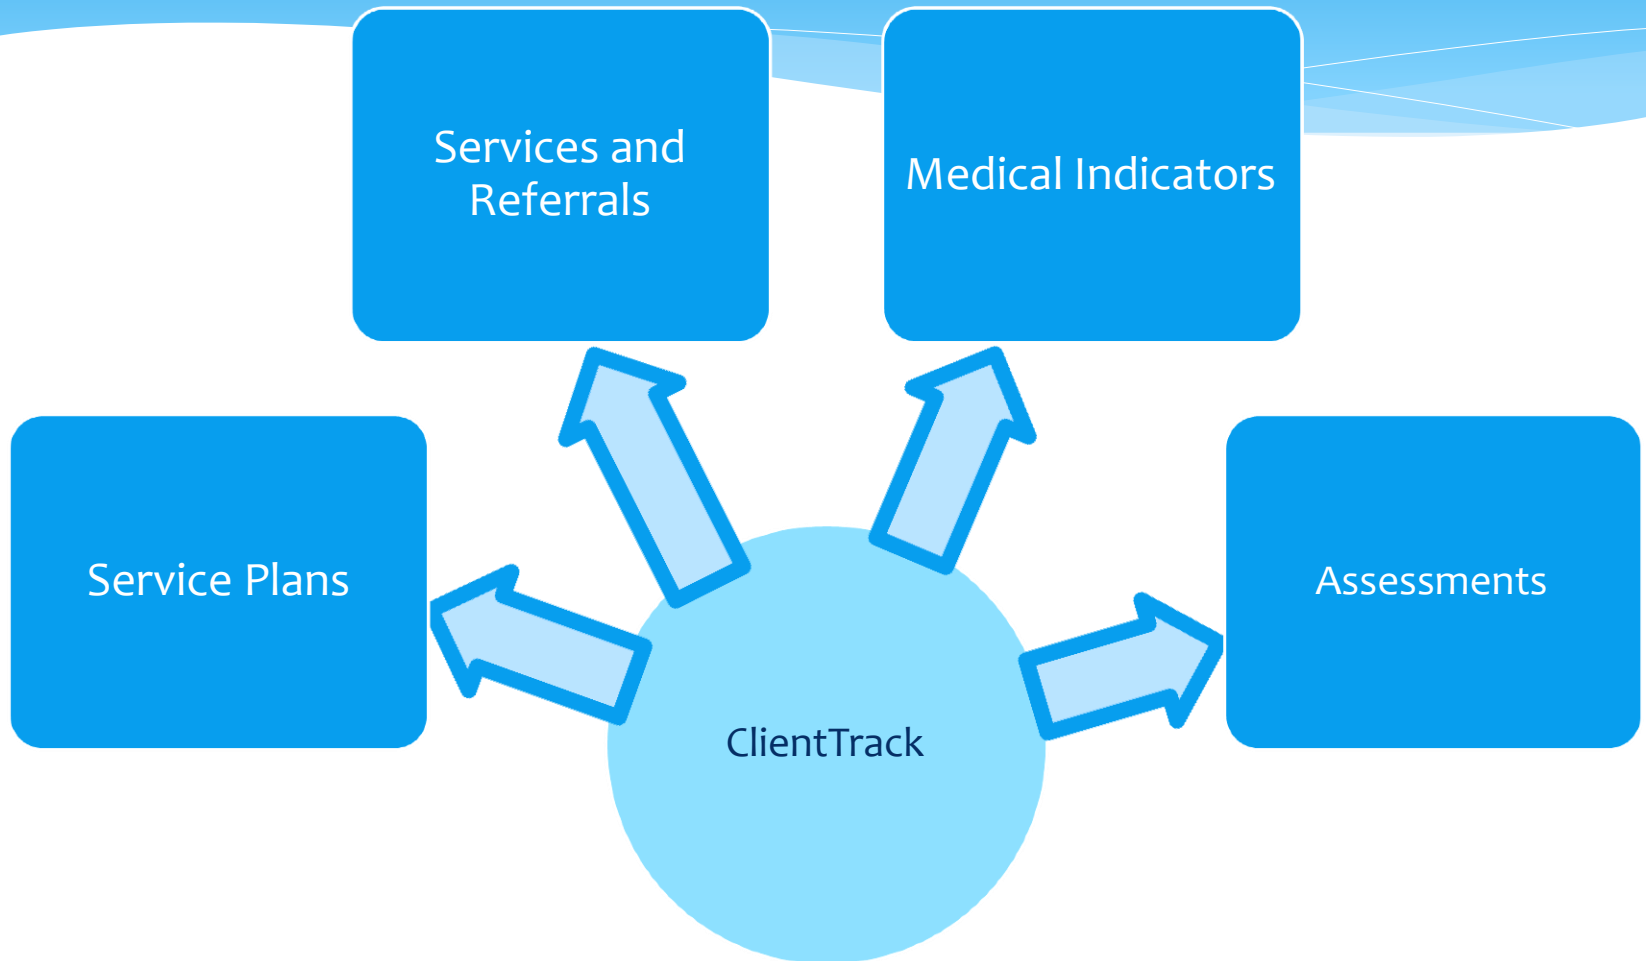 Services and
Referrals
Medical Indicators
Service Plans
Assessments
ClientTrack